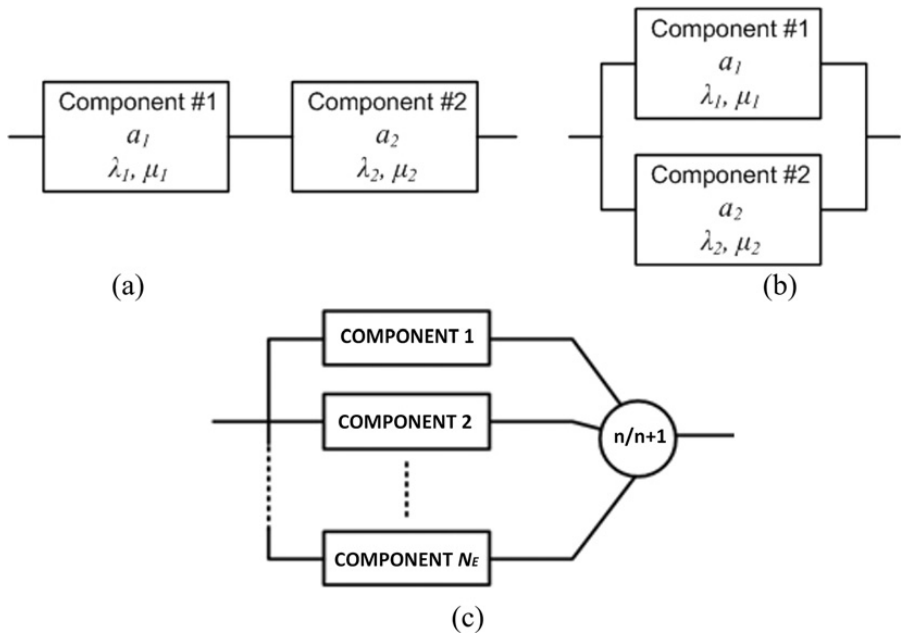 Component #1
a1
λ1, μ1
Component #2
a2
λ2, μ2
(a)
Component #1
a1
λ1, μ1
Component #2
a2
λ2, μ2
(b)
COMPONENT 1
COMPONENT 2
n/n+1
COMPONENT NE
(c)